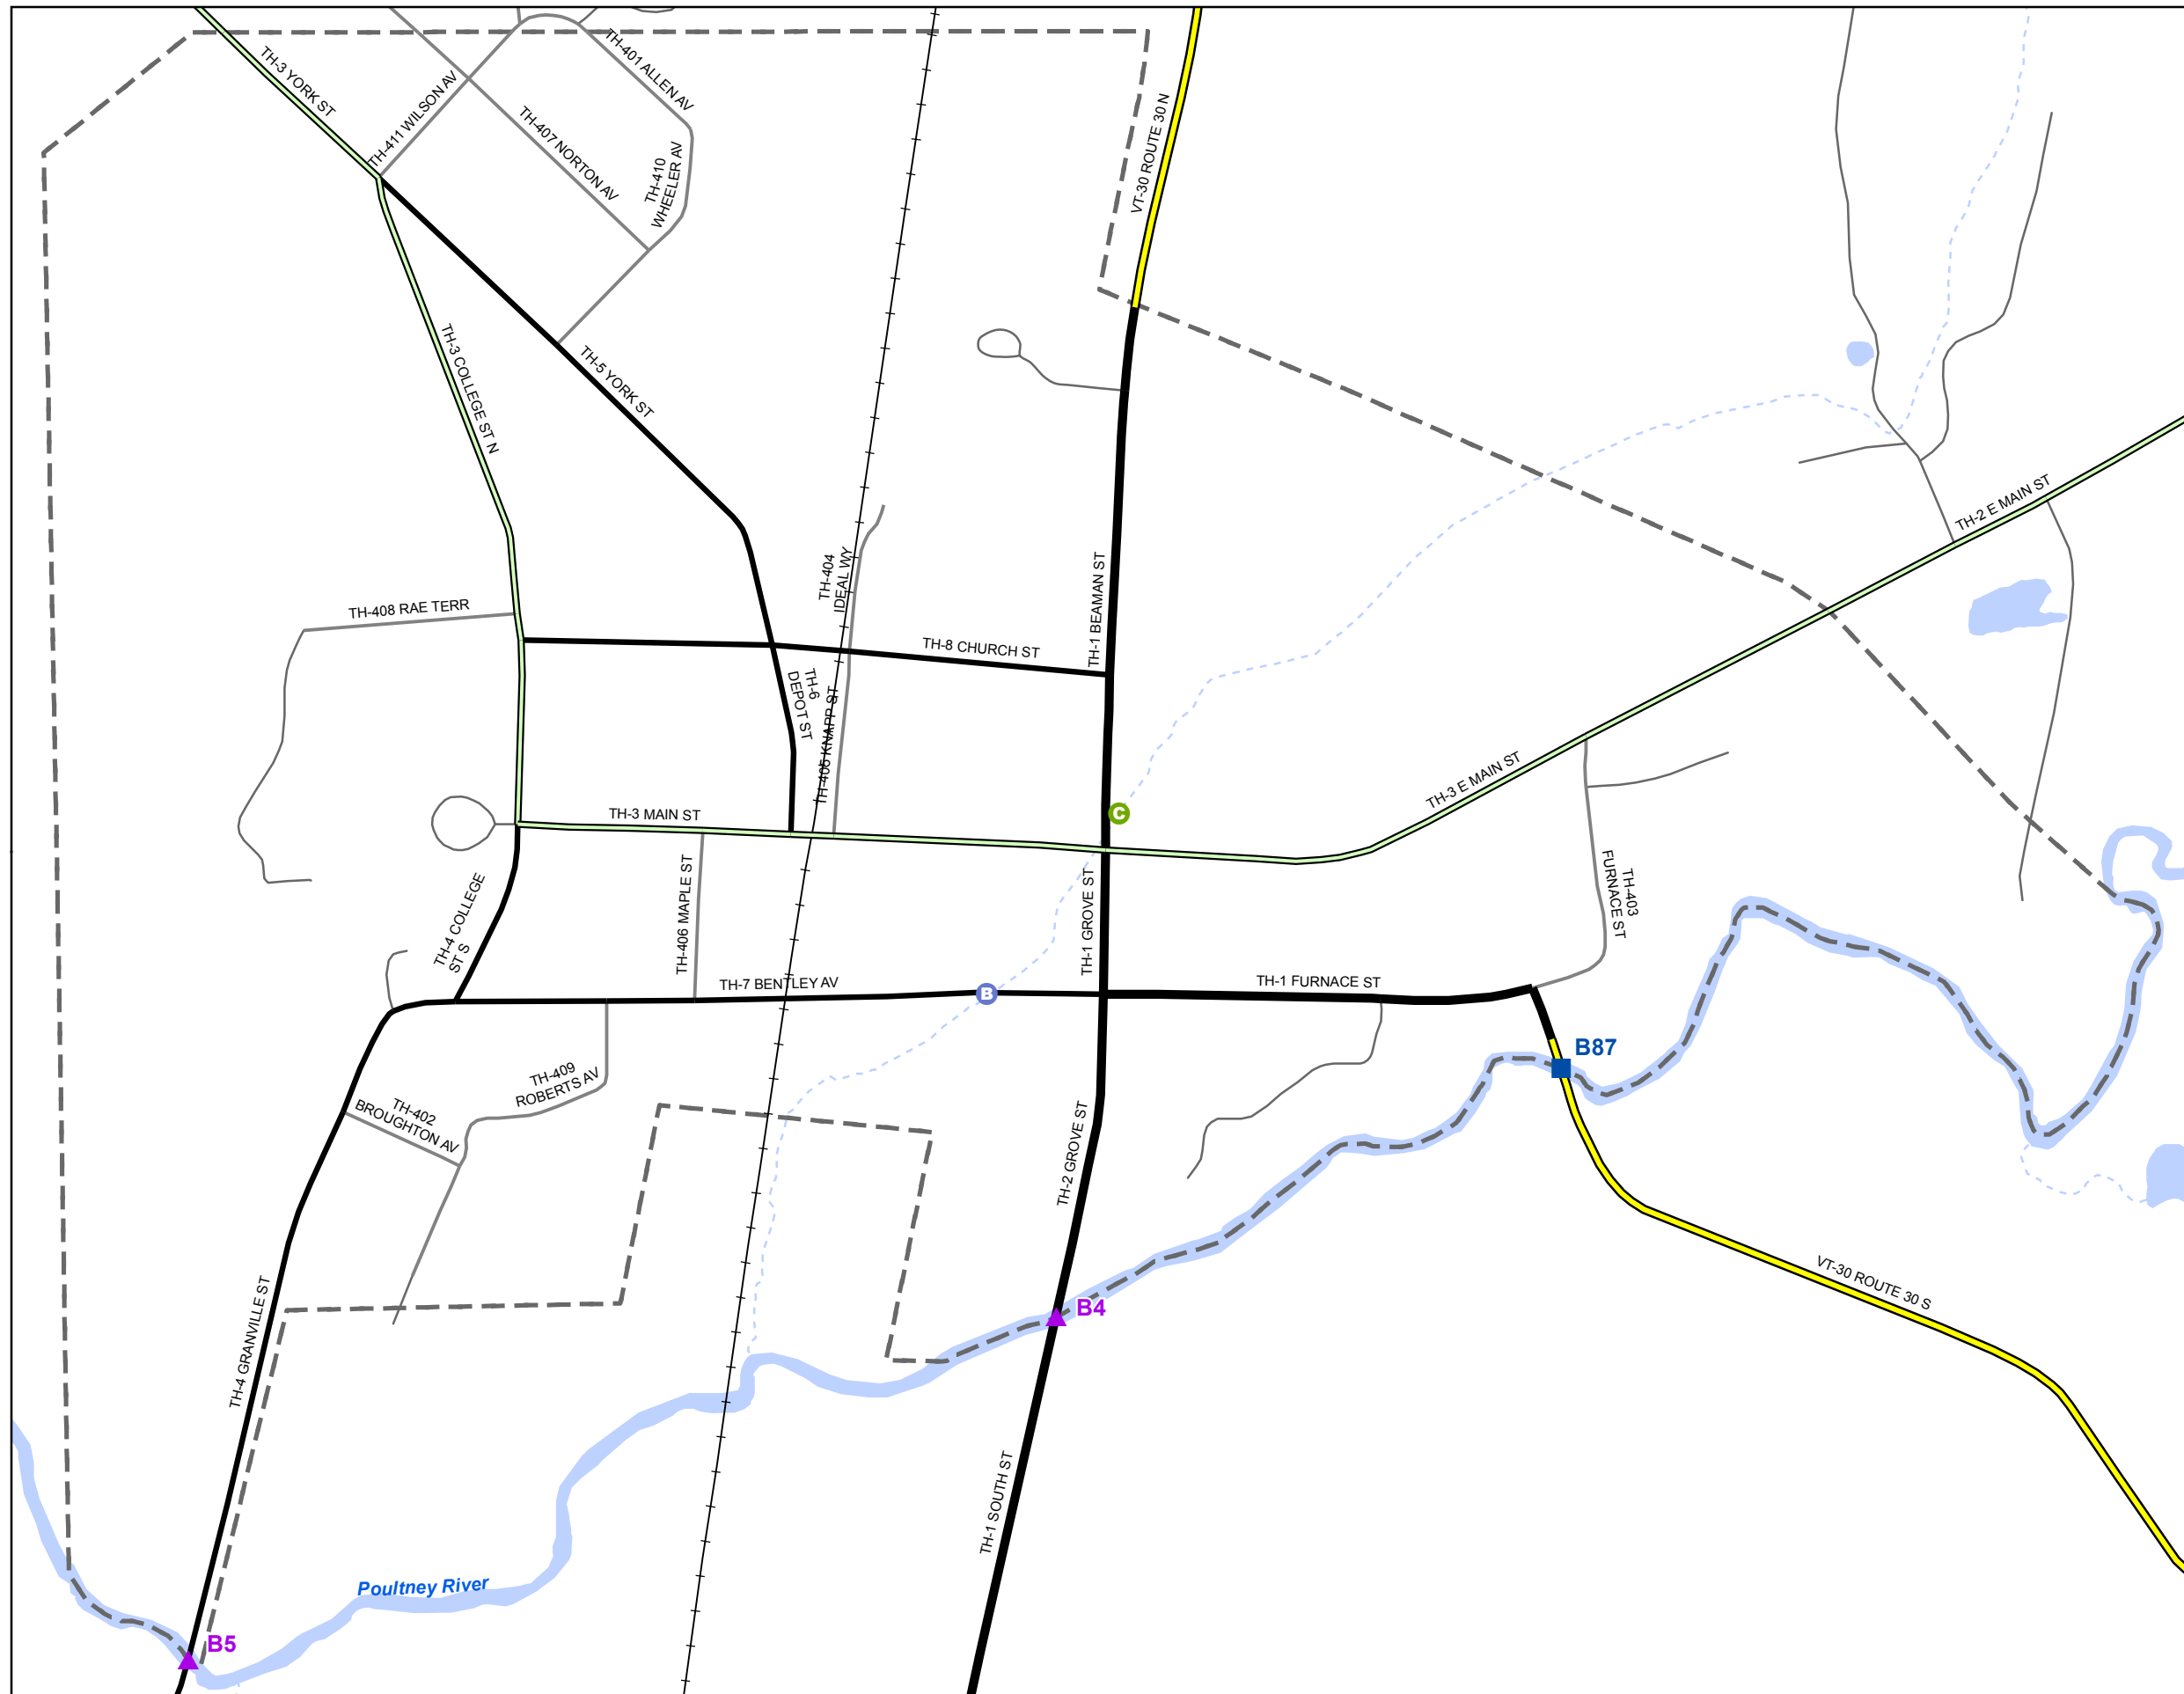 TH-3 YORK ST
TH-411 WILSON AV
TH-401 ALLEN AV
TH-407 NORTON AV
TH-410
WHEELER AV
VT-30 ROUTE 30 N
TH-3 COLLEGE ST N
TH-5 YORK ST
TH-2 E MAIN ST
TH-404
IDEAL WY
TH-1 BEAMAN ST
TH-408 RAE TERR
TH-8 CHURCH ST
TH-6
DEPOT ST
TH-405 KNAPP ST
TH-3 MAIN ST
C
TH-3 E MAIN ST
TH-406 MAPLE ST
TH-4 COLLEGE
ST S
TH-1 GROVE ST
TH-403
FURNACE ST
TH-7 BENTLEY AV
B
TH-1 FURNACE ST
B87
TH-409
ROBERTS AV
TH-402
BROUGHTON AV
TH-2 GROVE ST
VT-30 ROUTE 30 S
B4
TH-4 GRANVILLE ST
TH-1 SOUTH ST
Poultney River
B5